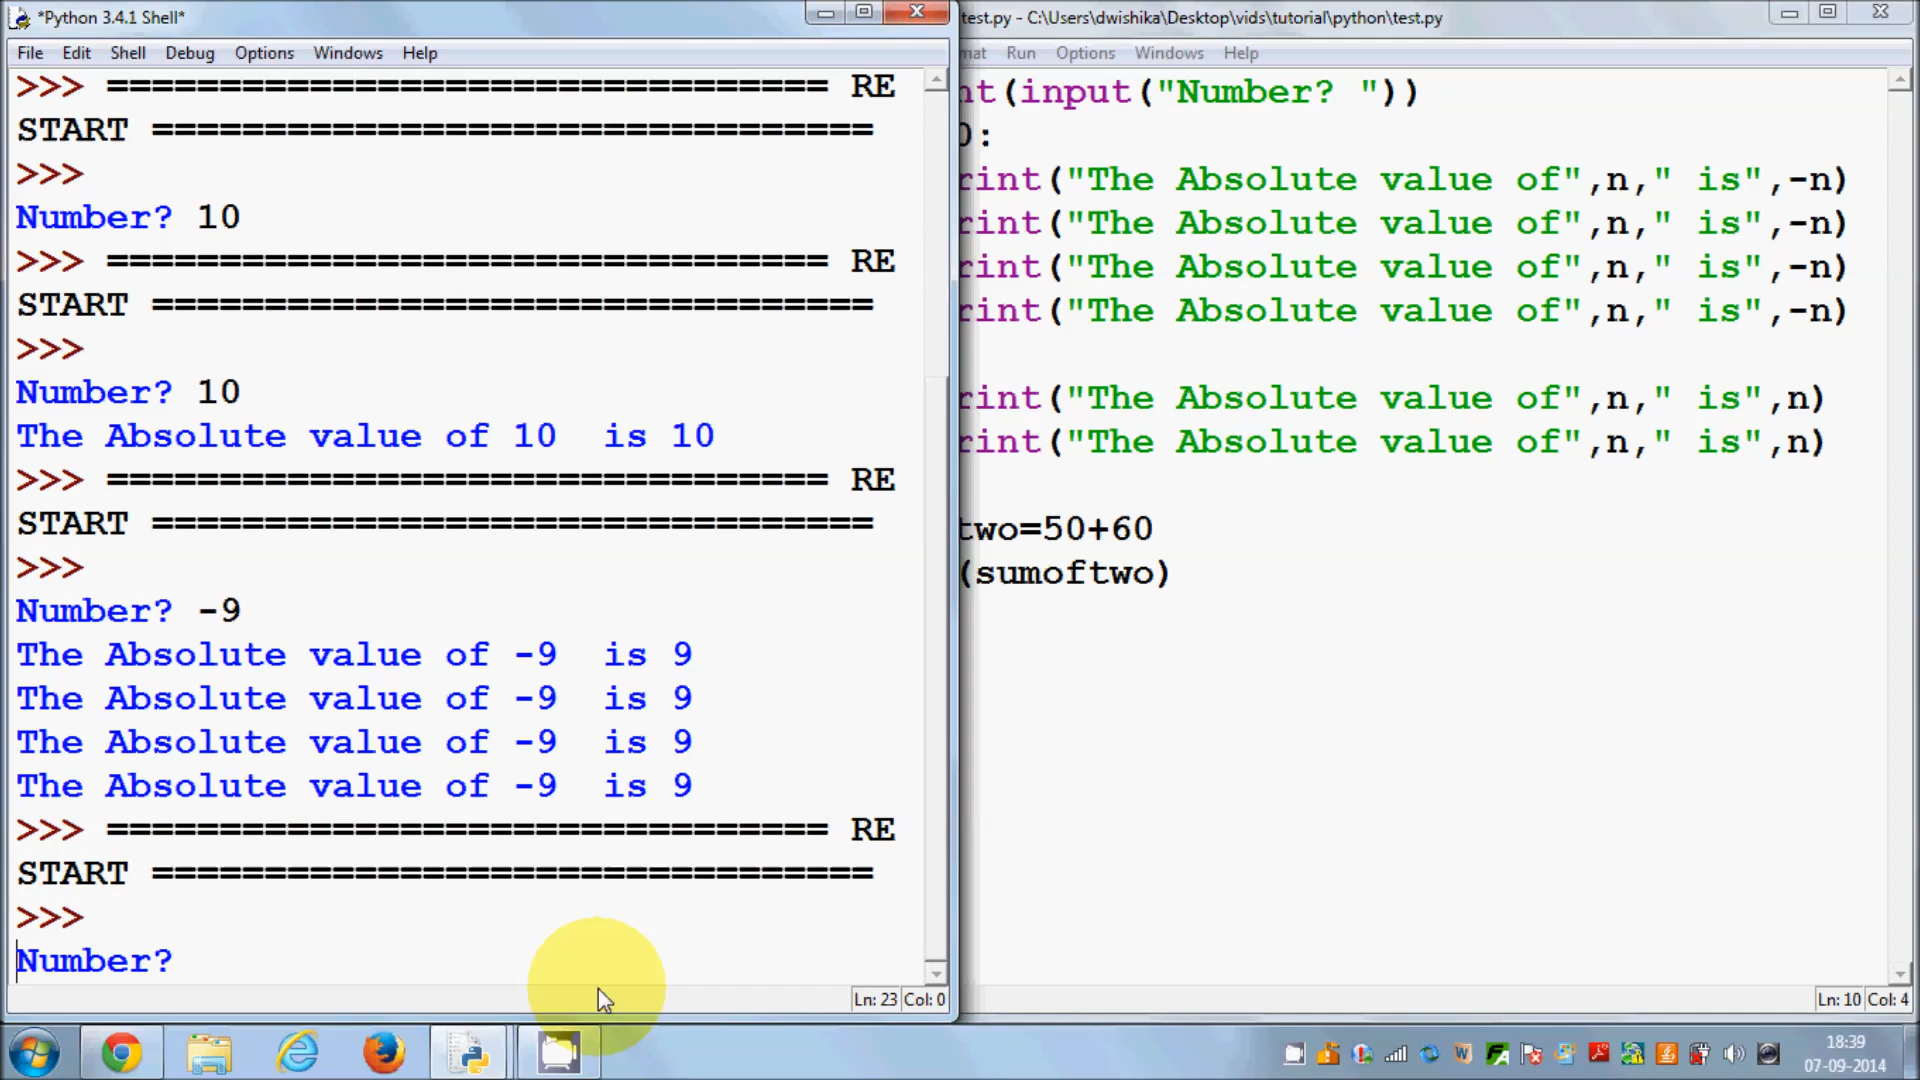 *Python 3.4.1 Shell*
File Edit Shell Debug Options Windows Help
>>> ================================ RE
START ================================
>>>
Number? 10
>>> ================================ RE
START ================================
>>>
Number? 10
The Absolute value of 10  is 10
>>> ================================ RE
START ================================
>>>
Number? -9
The Absolute value of -9  is 9
The Absolute value of -9  is 9
The Absolute value of -9  is 9
The Absolute value of -9  is 9
>>> ================================ RE
START ================================
>>>
Number?
Ln: 23 Col: 0
test.py - C:\Users\dwishika\Desktop\vids\tutorial\python\test.py
mat Run Options Windows Help
nt(input("Number? "))
0:
rint("The Absolute value of",n," is",-n)
rint("The Absolute value of",n," is",-n)
rint("The Absolute value of",n," is",-n)
rint("The Absolute value of",n," is",-n)
rint("The Absolute value of",n," is",n)
rint("The Absolute value of",n," is",n)
two=50+60
(sumoftwo)
Ln: 10 Col: 4
18:39
07-09-2014